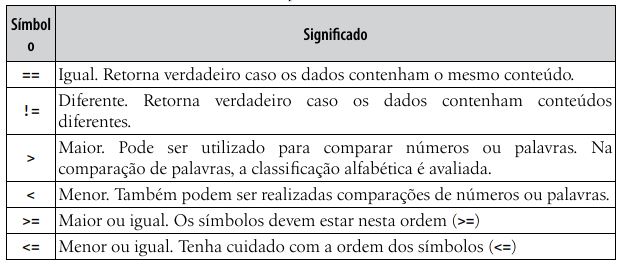 Símbolo Significado
== Igual. Retorna verdadeiro caso os dados contenham o mesmo conteúdo.
!= Diferente. Retorna verdadeiro caso os dados contenham conteúdos
diferentes.
> Maior. Pode ser utilizado para comparar números ou palavras. Na
comparação de palavras, a classificação alfabética é avaliada.
< Menor. Também podem ser realizadas comparações de números ou palavras.
>= Maior ou igual. Os símbolos devem estar nesta ordem (>=)
<= Menor ou igual. Tenha cuidado com a ordem dos símbolos (<=)